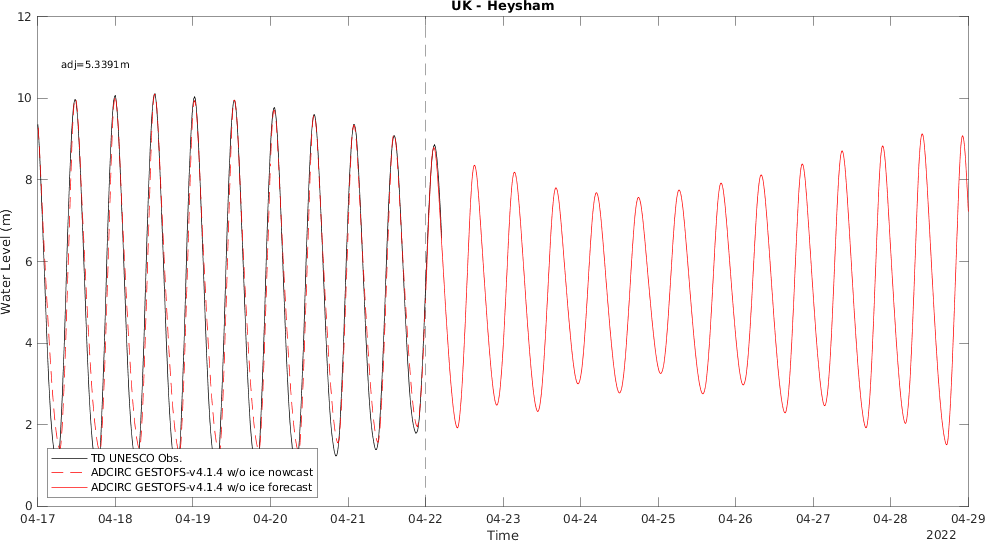 UK - Heysham
12
10
8
6
4
2
0
Water Level (m)
adj=5.3391m
TD UNESCO Obs.
ADCIRC GESTOFS-v4.1.4 w/o ice nowcast
ADCIRC GESTOFS-v4.1.4 w/o ice forecast
04-17 04-18 04-19 04-20 04-21 04-22 04-23 04-24 04-25 04-26 04-27 04-28 04-29
Time
2022